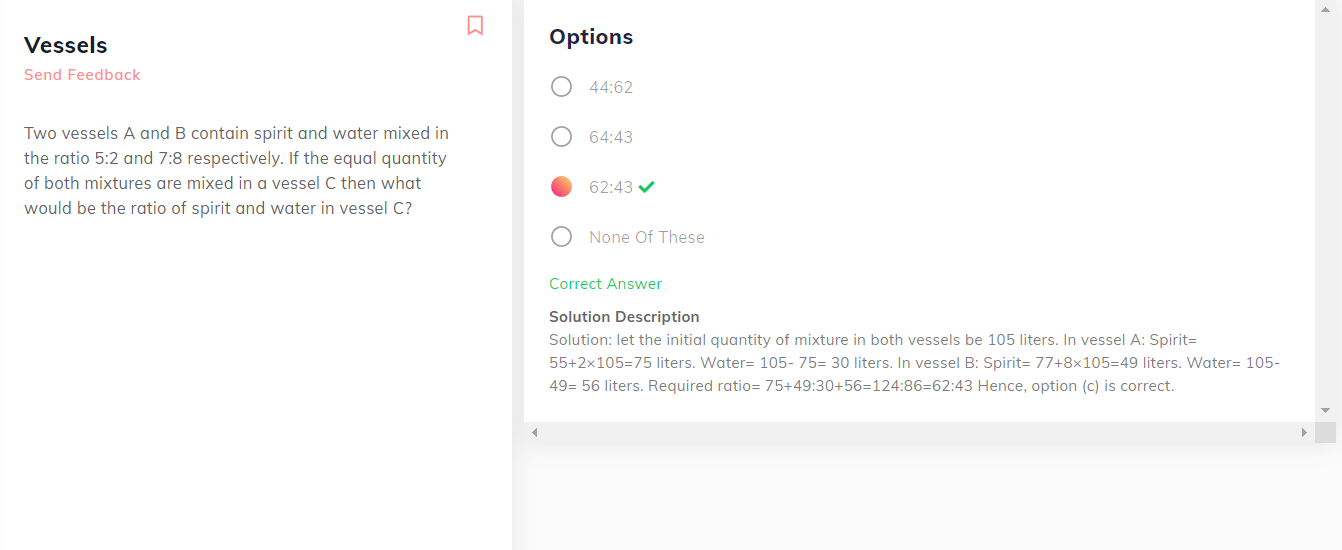 Vessels
Send Feedback
Two vessels A and B contain spirit and water mixed in
the ratio 5:2 and 7:8 respectively. If the equal quantity
of both mixtures are mixed in a vessel C then what
would be the ratio of spirit and water in vessel C?
Options
44:62
64:43
62:43
None Of These
Correct Answer
Solution Description
Solution: let the initial quantity of mixture in both vessels be 105 liters. In vessel A: Spirit=
55+2×105=75 liters. Water= 105- 75= 30 liters. In vessel B: Spirit= 77+8×105=49 liters. Water= 105-
49= 56 liters. Required ratio= 75+49:30+56=124:86=62:43 Hence, option (c) is correct.